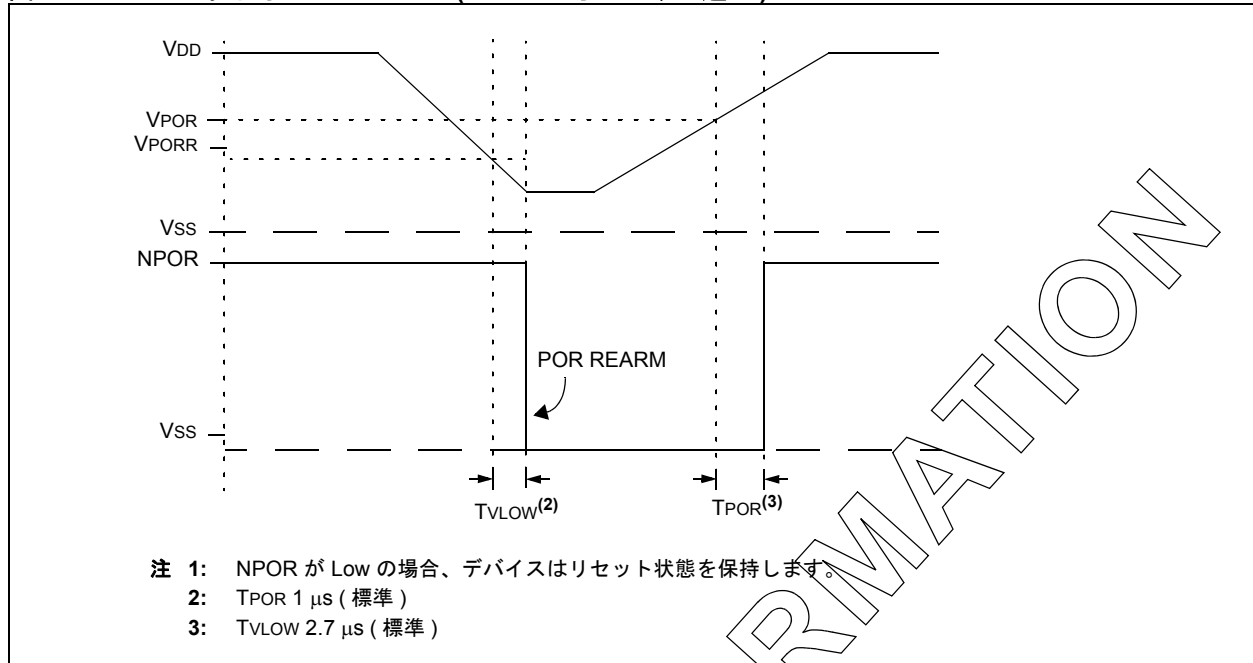 VDD
VPOR
VPORR
VSS
NPOR
POR REARM
VSS
TVLOW(2)
TPOR(3)
注 1: NPOR が Low の場合、デバイスはリセット状態を保持します。
2: TPOR 1 μs ( 標準 )
3: TVLOW 2.7 μs ( 標準 )
RMATION